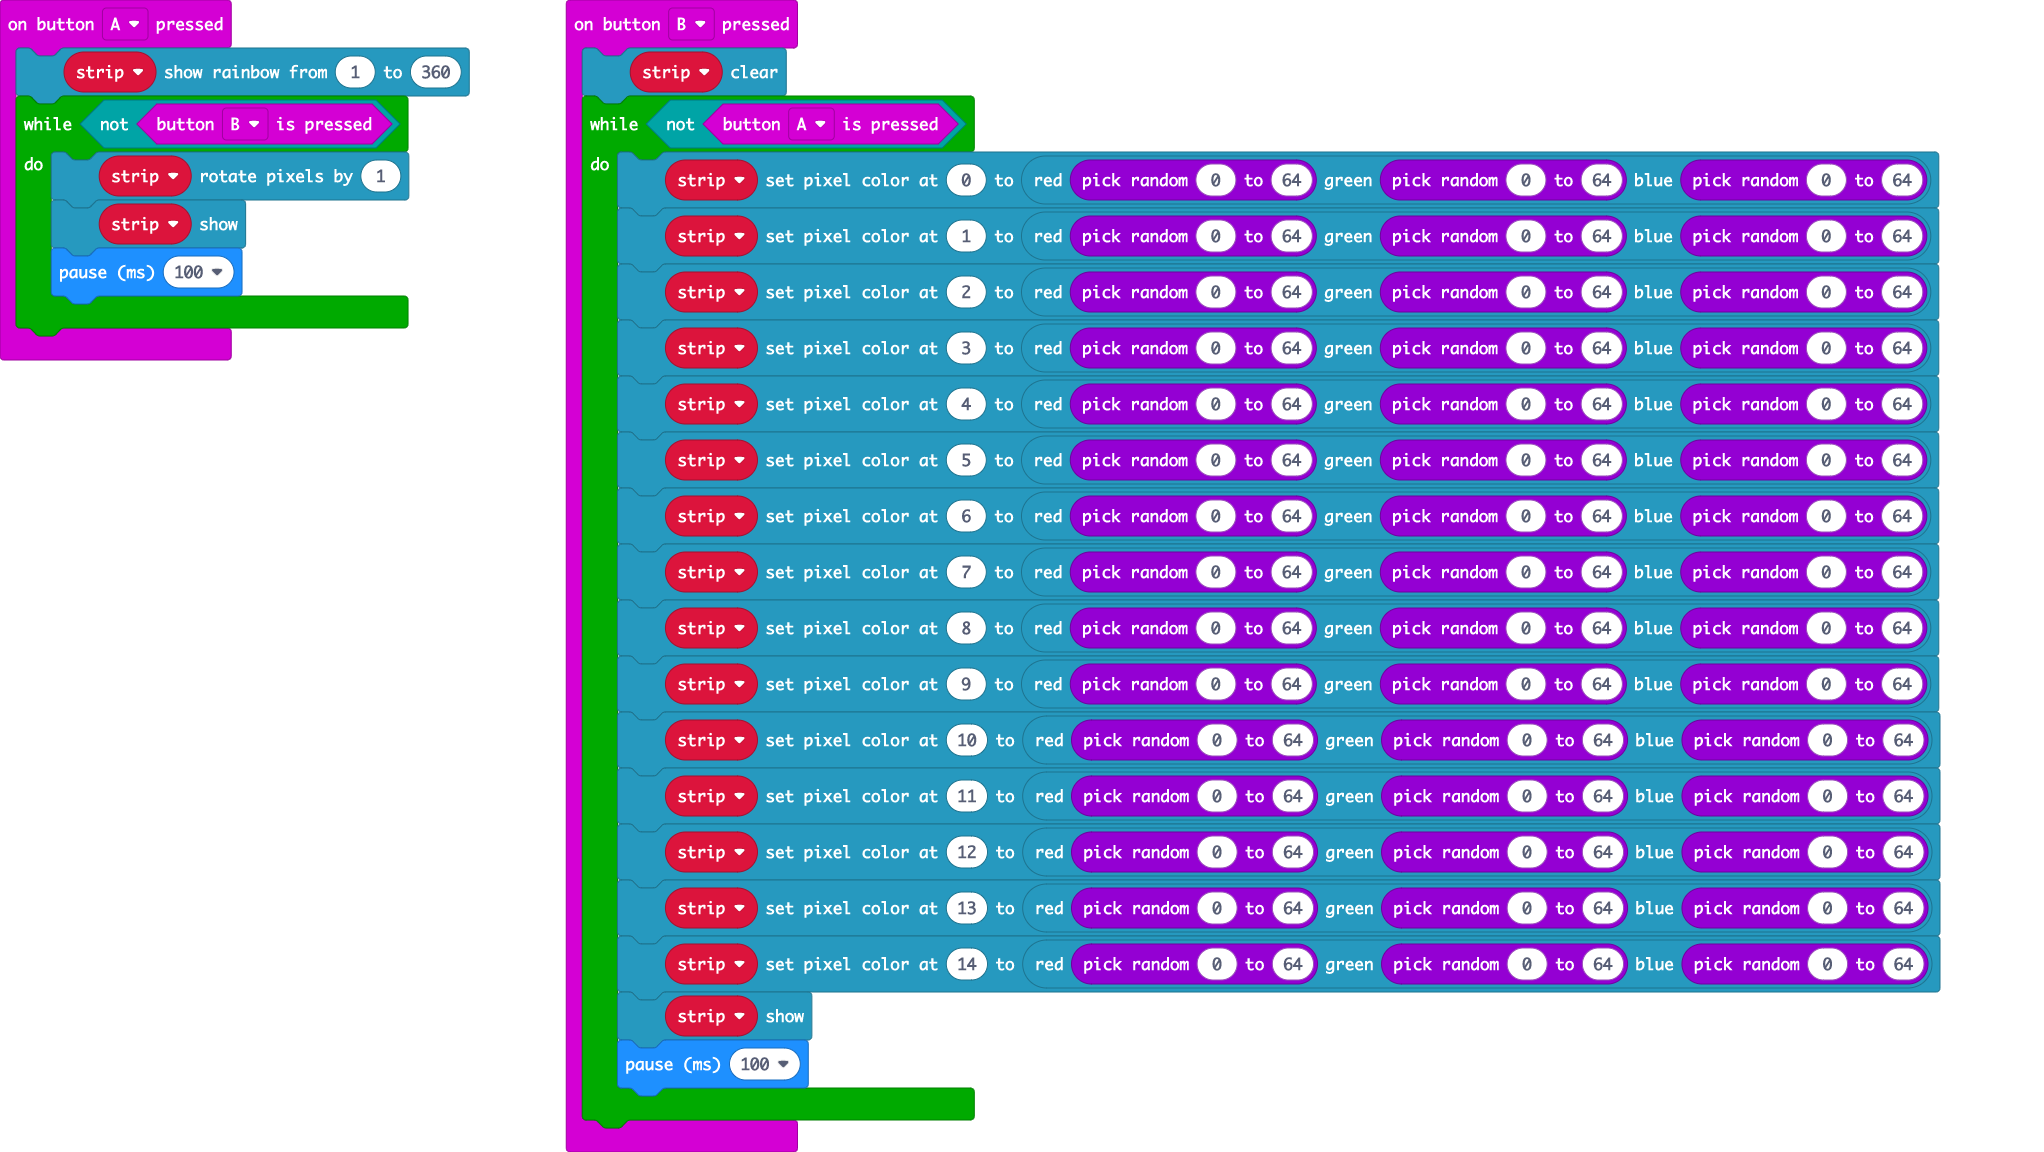 on button A pressed
strip show rainbow from 1 to 360
while not button B is pressed
do
strip rotate pixels by 1
strip show
pause (ms) 100
on button B pressed
strip clear
while not button A is pressed
do
strip set pixel color at 0 to red pick random 0 to 64 green pick random 0 to 64 blue pick random 0 to 64
strip set pixel color at 1 to red pick random 0 to 64 green pick random 0 to 64 blue pick random 0 to 64
strip set pixel color at 2 to red pick random 0 to 64 green pick random 0 to 64 blue pick random 0 to 64
strip set pixel color at 3 to red pick random 0 to 64 green pick random 0 to 64 blue pick random 0 to 64
strip set pixel color at 4 to red pick random 0 to 64 green pick random 0 to 64 blue pick random 0 to 64
strip set pixel color at 5 to red pick random 0 to 64 green pick random 0 to 64 blue pick random 0 to 64
strip set pixel color at 6 to red pick random 0 to 64 green pick random 0 to 64 blue pick random 0 to 64
strip set pixel color at 7 to red pick random 0 to 64 green pick random 0 to 64 blue pick random 0 to 64
strip set pixel color at 8 to red pick random 0 to 64 green pick random 0 to 64 blue pick random 0 to 64
strip set pixel color at 9 to red pick random 0 to 64 green pick random 0 to 64 blue pick random 0 to 64
strip set pixel color at 10 to red pick random 0 to 64 green pick random 0 to 64 blue pick random 0 to 64
strip set pixel color at 11 to red pick random 0 to 64 green pick random 0 to 64 blue pick random 0 to 64
strip set pixel color at 12 to red pick random 0 to 64 green pick random 0 to 64 blue pick random 0 to 64
strip set pixel color at 13 to red pick random 0 to 64 green pick random 0 to 64 blue pick random 0 to 64
strip set pixel color at 14 to red pick random 0 to 64 green pick random 0 to 64 blue pick random 0 to 64
strip show
pause (ms) 100